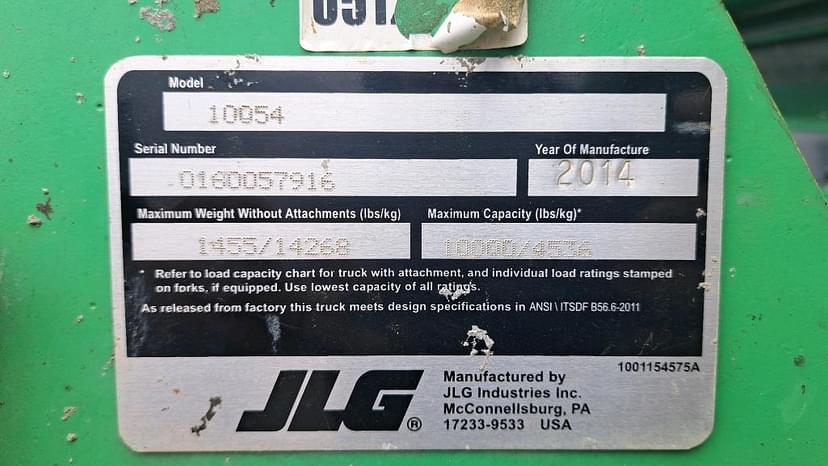 Model
10054
Serial Number
0160057916
Year Of Manufacture
2014
Maximum Weight Without Attachments (lbs/kg)
1455/14268
Maximum Capacity (lbs/kg)*
10000/4536
* Refer to load capacity chart for truck with attachment, and individual load ratings stamped
on forks, if equipped. Use lowest capacity of all ratings.
As released from factory this truck meets design specifications in ANSI \ ITSDF B56.6-2011
1001154575A
JLG®
Manufactured by
JLG Industries Inc.
McConnellsburg, PA
17233-9533 USA